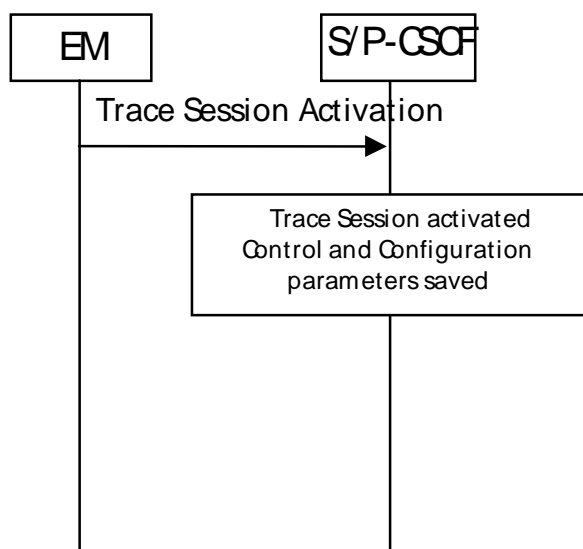 EM
S/P-CSCF
Trace Session Activation
Trace Session activated
Control and Configuration
parameters saved